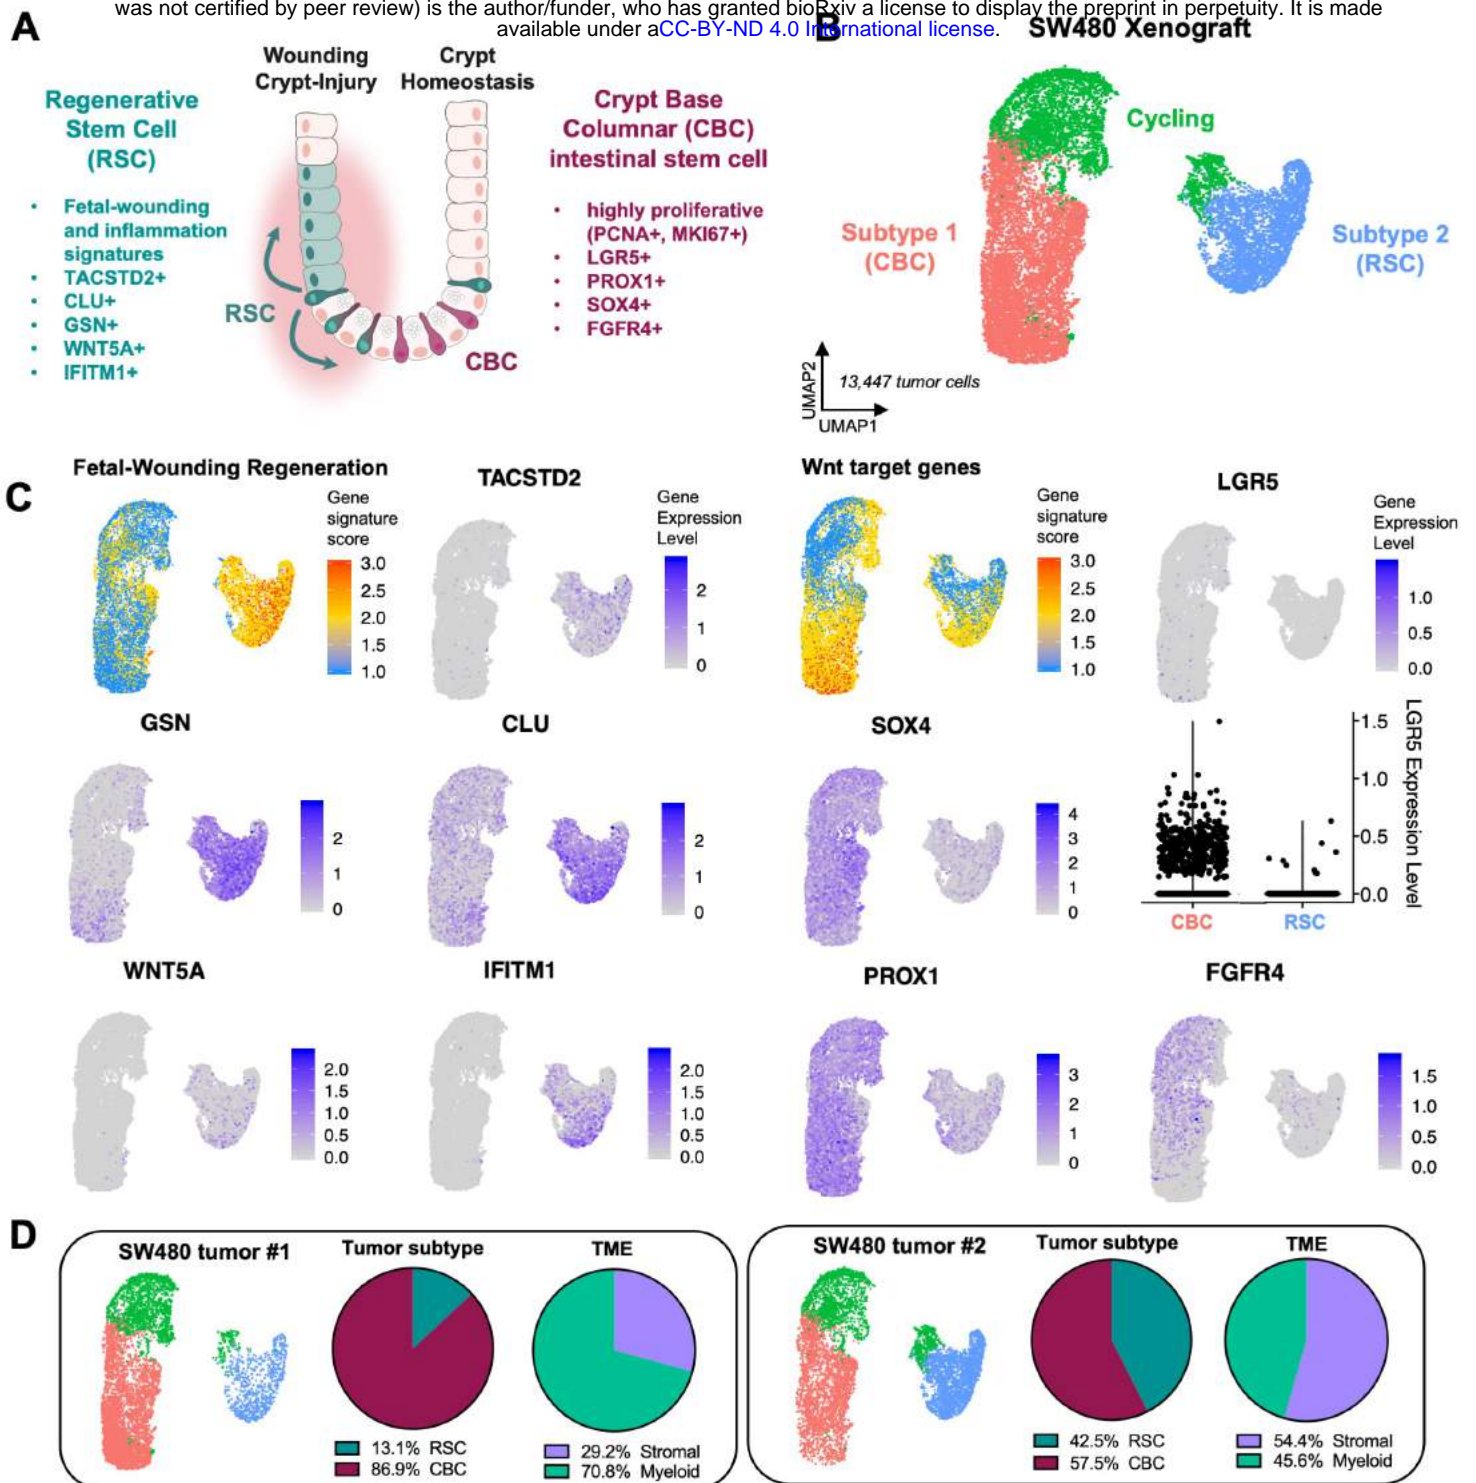 was not certified by peer review) is the author/funder, who has granted bioRxiv a license to display the preprint in perpetuity. It is made
available under aCC-BY-ND 4.0 International license.
A
Wounding
Crypt-Injury
Crypt
Homeostasis
Regenerative
Stem Cell
(RSC)
• Fetal-wounding
and inflammation
signatures
• TACSTD2+
• CLU+
• GSN+
• WNT5A+
• IFITM1+
RSC
CBC
Crypt Base
Columnar (CBC)
intestinal stem cell
• highly proliferative
(PCNA+, MKI67+)
• LGR5+
• PROX1+
• SOX4+
• FGFR4+
B
SW480 Xenograft
Cycling
Subtype 1
(CBC)
Subtype 2
(RSC)
UMAP2
13,447 tumor cells
UMAP1
C
Fetal-Wounding Regeneration
Gene
signature
score
3.0
2.5
2.0
1.5
1.0
TACSTD2
Gene
Expression
Level
2
1
0
Wnt target genes
Gene
signature
score
3.0
2.5
2.0
1.5
1.0
LGR5
Gene
Expression
Level
1.0
0.5
0.0
GSN
2
1
0
CLU
2
1
0
SOX4
4
3
2
1
0
1.5
1.0
0.5
0.0
LGR5 Expression Level
CBC
RSC
WNT5A
2.0
1.5
1.0
0.5
0.0
IFITM1
2.0
1.5
1.0
0.5
0.0
PROX1
3
2
1
0
FGFR4
1.5
1.0
0.5
0.0
D
SW480 tumor #1
Tumor subtype
13.1% RSC
86.9% CBC
TME
29.2% Stromal
70.8% Myeloid
SW480 tumor #2
Tumor subtype
42.5% RSC
57.5% CBC
TME
54.4% Stromal
45.6% Myeloid